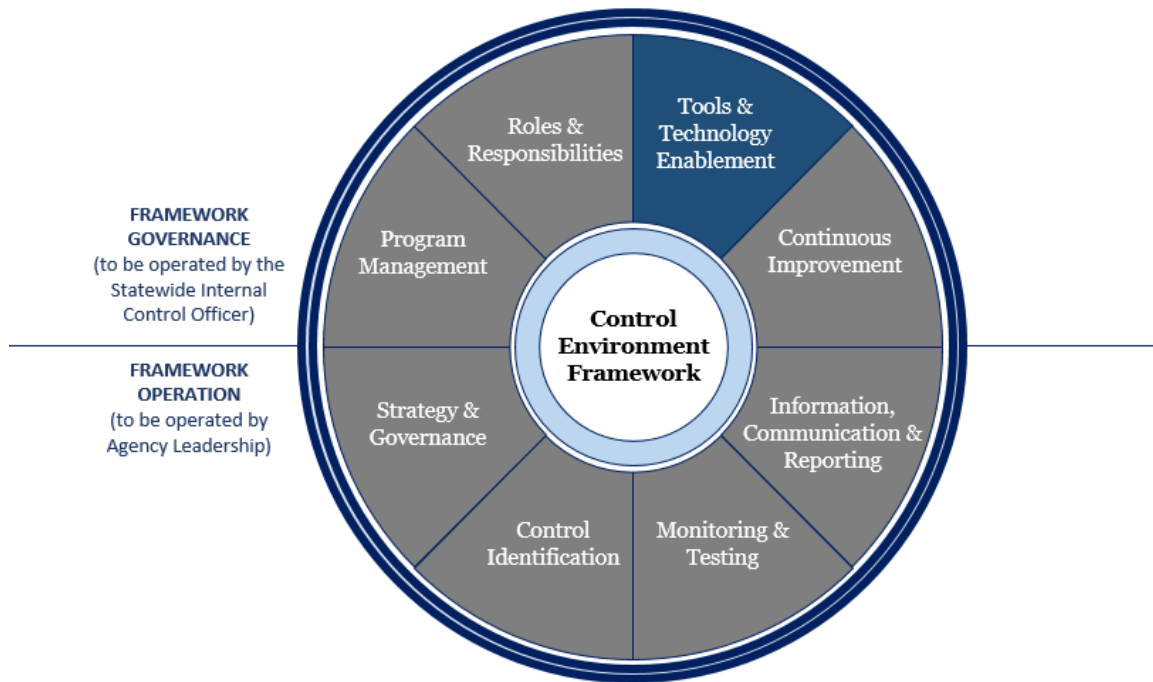 Tools &
Technology
Enablement
Roles &
Responsibilities
FRAMEWORK
GOVERNANCE
(to be operated by the
Statewide Internal
Control Officer)
Program
Management
Continuous
Improvement
Control
Environment
Framework
FRAMEWORK
OPERATION
(to be operated by
Agency Leadership)
Strategy &
Governance
Information,
Communication &
Reporting
Control
Identification
Monitoring &
Testing